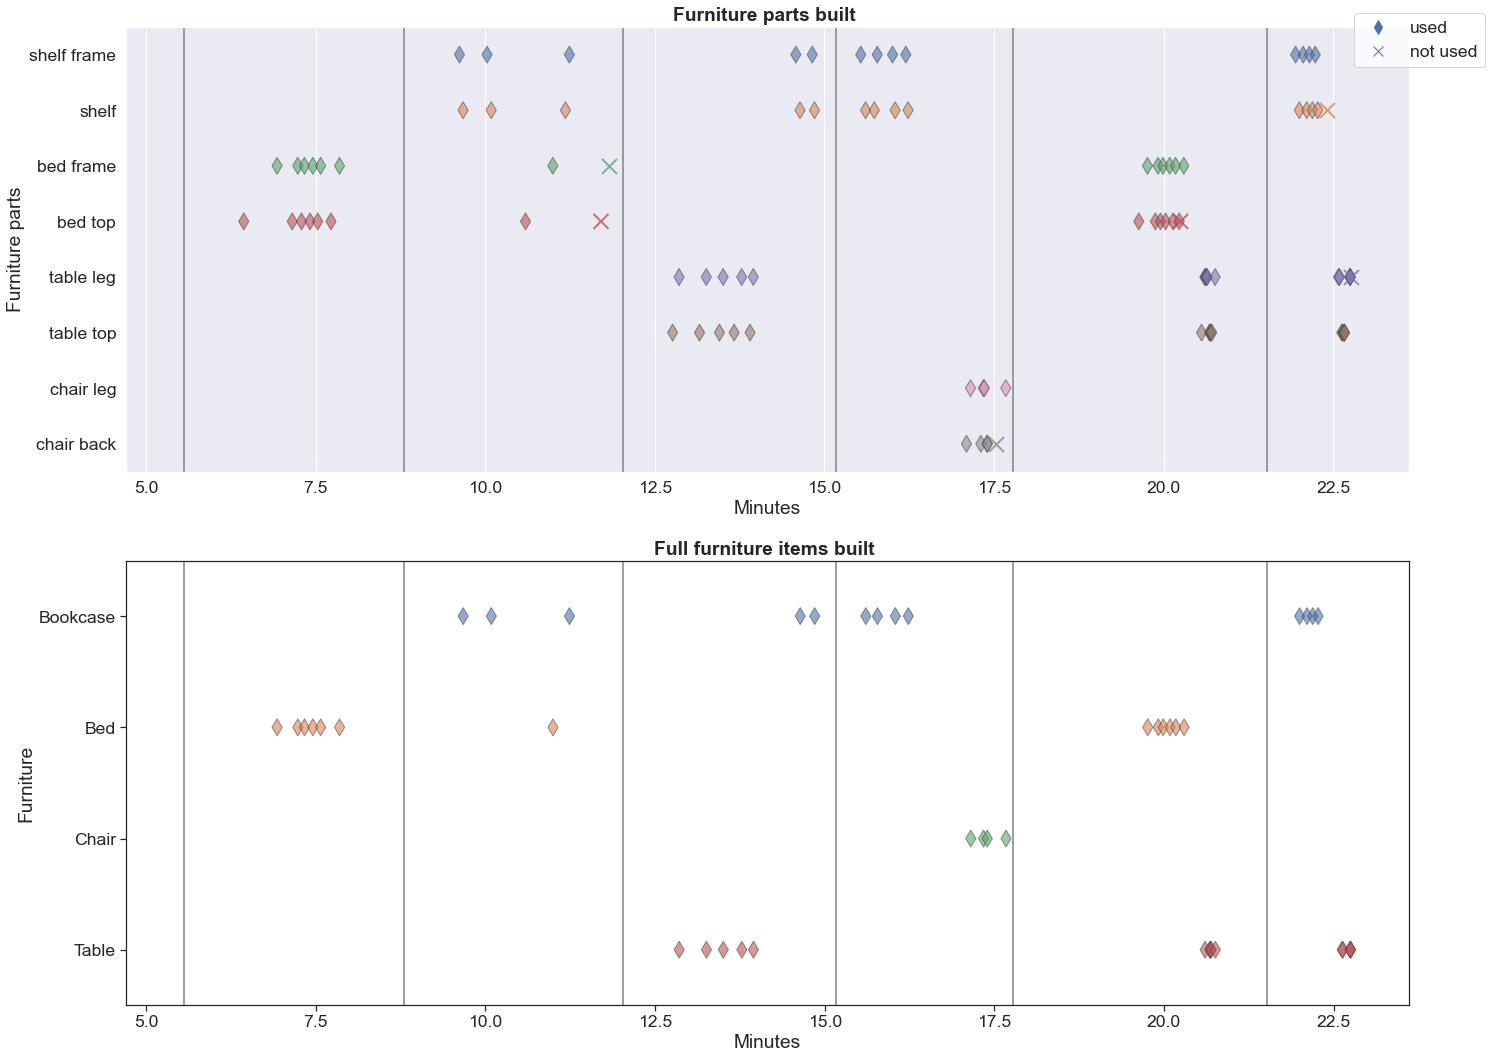 Furniture parts built
used
not used
shelf frame
shelf
bed frame
bed top
table leg
table top
chair leg
chair back
Furniture parts
5.0 7.5 10.0 12.5 15.0 17.5 20.0 22.5
Minutes
Full furniture items built
Bookcase
Bed
Chair
Table
Furniture
5.0 7.5 10.0 12.5 15.0 17.5 20.0 22.5
Minutes